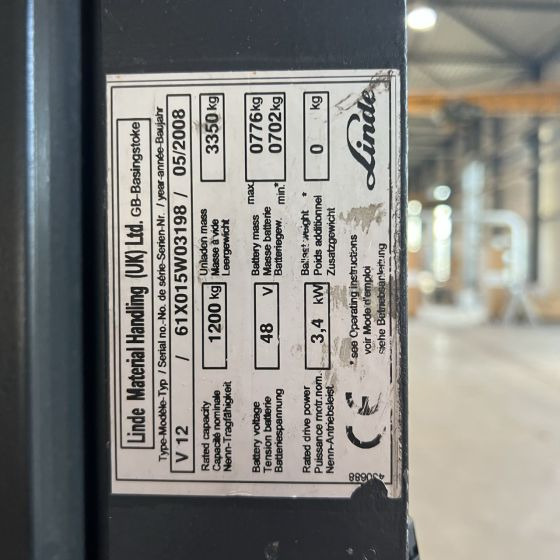 Linde Material Handling (UK) Ltd. GB-Basingstoke
Type-Modèle-Typ / Serial no.-No. de série-Serien-Nr. / year-année-Baujahr
V 12 / 61X015W03198 / 05/2008
Rated capacity
Capacité nominale
Nenn-Tragfähigkeit
1200 kg
Unladen mass
Masse à vide
Leergewicht
3350 kg
Battery voltage
Tension batterie
Batteriespannung
48 V
Battery mass max.
Masse batterie
Batteriegew. min.*
0776 kg
0702 kg
Rated drive power
Puissance motr.nom.
Nenn-Antriebsleist
3,4 kW
Ballast weight *
Poids additionnel
Zusatzgewicht
0 kg
CE
* see Operating instructions
voir Mode d'emploi
siehe Betriebsanleitung
Linde